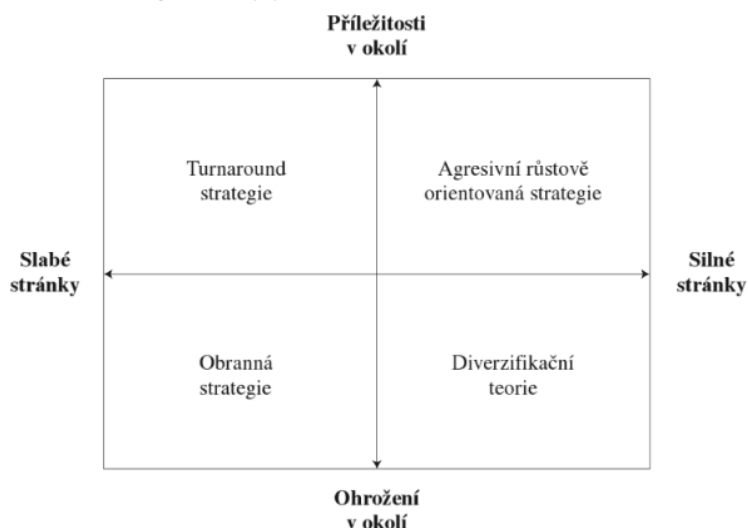 Příležitosti
v okolí
Turnaround
strategie
Agresivní růstově
orientovaná strategie
Slabé
stránky
Silné
stránky
Obranná
strategie
Diverzifikační
teorie
Ohrožení
v okolí